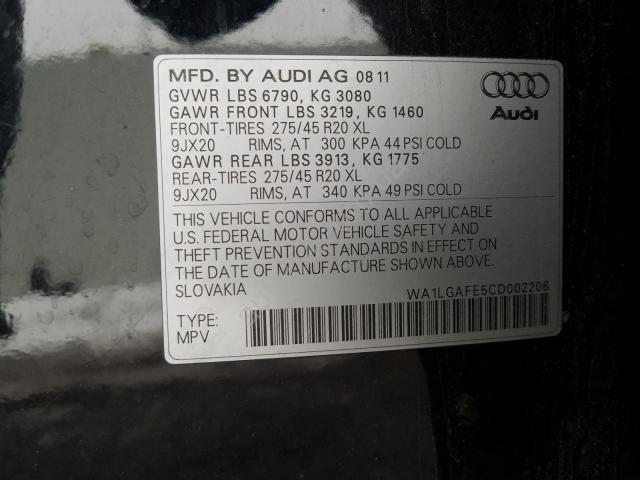 MFD. BY AUDI AG 08 11
GVWR LBS 6790, KG 3080
GAWR FRONT LBS 3219, KG 1460
FRONT-TIRES 275/45 R20 XL
9JX20 RIMS, AT 300 KPA 44 PSI COLD
GAWR REAR LBS 3913, KG 1775
REAR-TIRES 275/45 R20 XL
9JX20 RIMS, AT 340 KPA 49 PSI COLD
Audi
THIS VEHICLE CONFORMS TO ALL APPLICABLE
U.S. FEDERAL MOTOR VEHICLE SAFETY AND
THEFT PREVENTION STANDARDS IN EFFECT ON
THE DATE OF MANUFACTURE SHOWN ABOVE.
SLOVAKIA
WA1LGAFE5CD002206
TYPE:
MPV